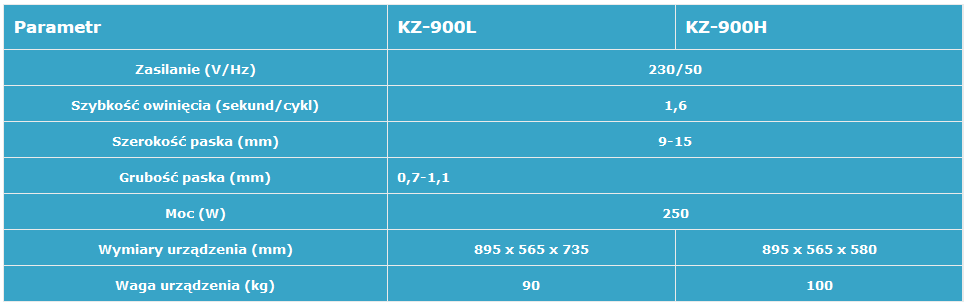 Parametr KZ-900L KZ-900H
Zasilanie (V/Hz) 230/50
Szybkość owinięcia (sekund/cykl) 1,6
Szerokość paska (mm) 9-15
Grubość paska (mm) 0,7-1,1
Moc (W) 250
Wymiary urządzenia (mm) 895 x 565 x 735 895 x 565 x 580
Waga urządzenia (kg) 90 100